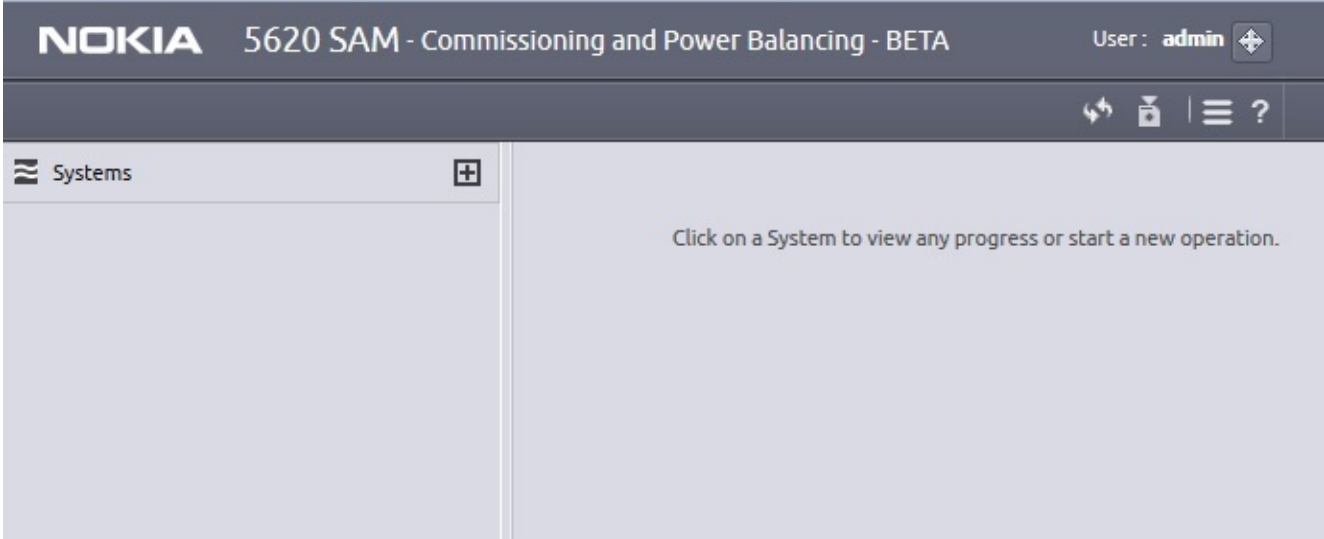 NOKIA 5620 SAM - Commissioning and Power Balancing - BETA User : admin
?
Systems
Click on a System to view any progress or start a new operation.